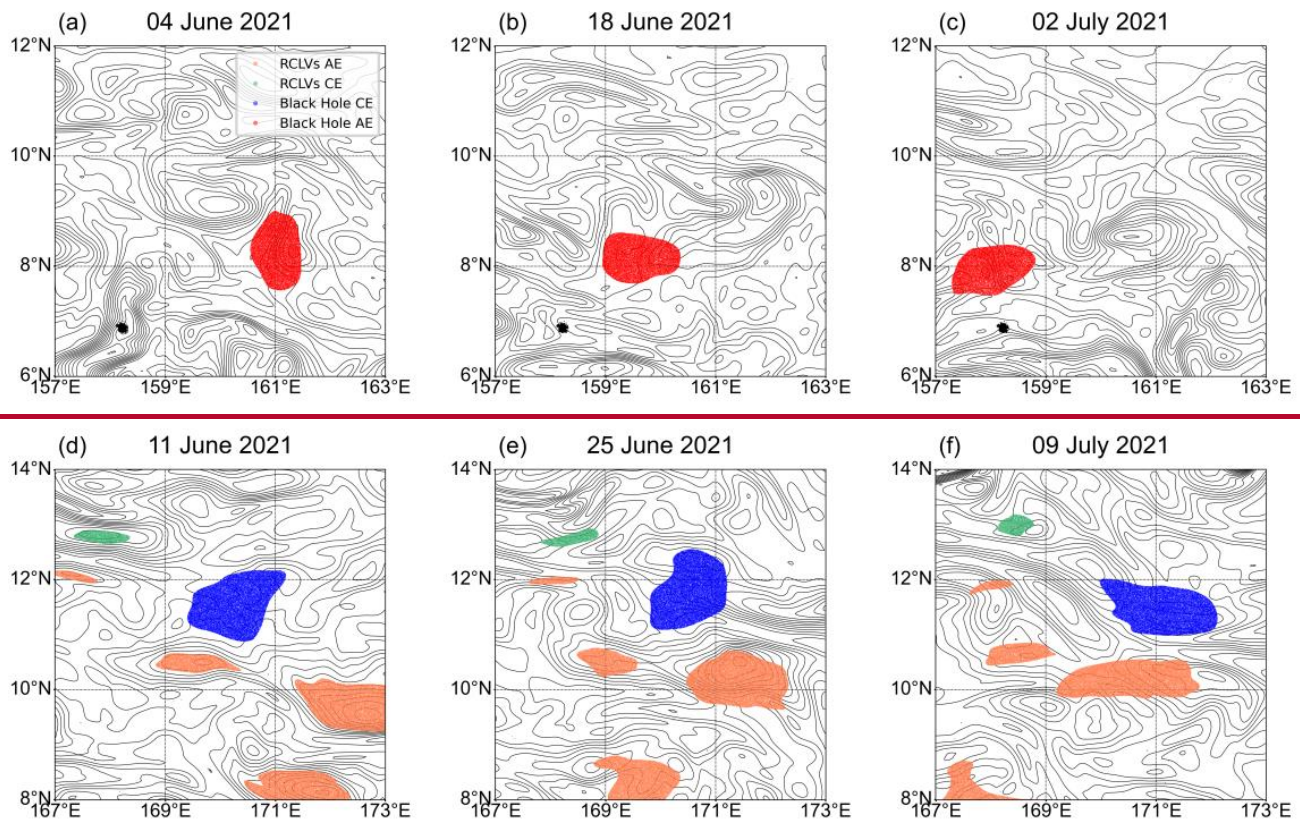 (a) 04 June 2021
(b) 18 June 2021
(c) 02 July 2021
12°N
10°N
8°N
6°N
157°E 159°E 161°E 163°E
RCLVs AE
RCLVs CE
Black Hole CE
Black Hole AE
12°N
10°N
8°N
6°N
157°E 159°E 161°E 163°E
12°N
10°N
8°N
6°N
157°E 159°E 161°E 163°E
(d) 11 June 2021
(e) 25 June 2021
(f) 09 July 2021
14°N
12°N
10°N
8°N
167°E 169°E 171°E 173°E
14°N
12°N
10°N
8°N
167°E 169°E 171°E 173°E
14°N
12°N
10°N
8°N
167°E 169°E 171°E 173°E